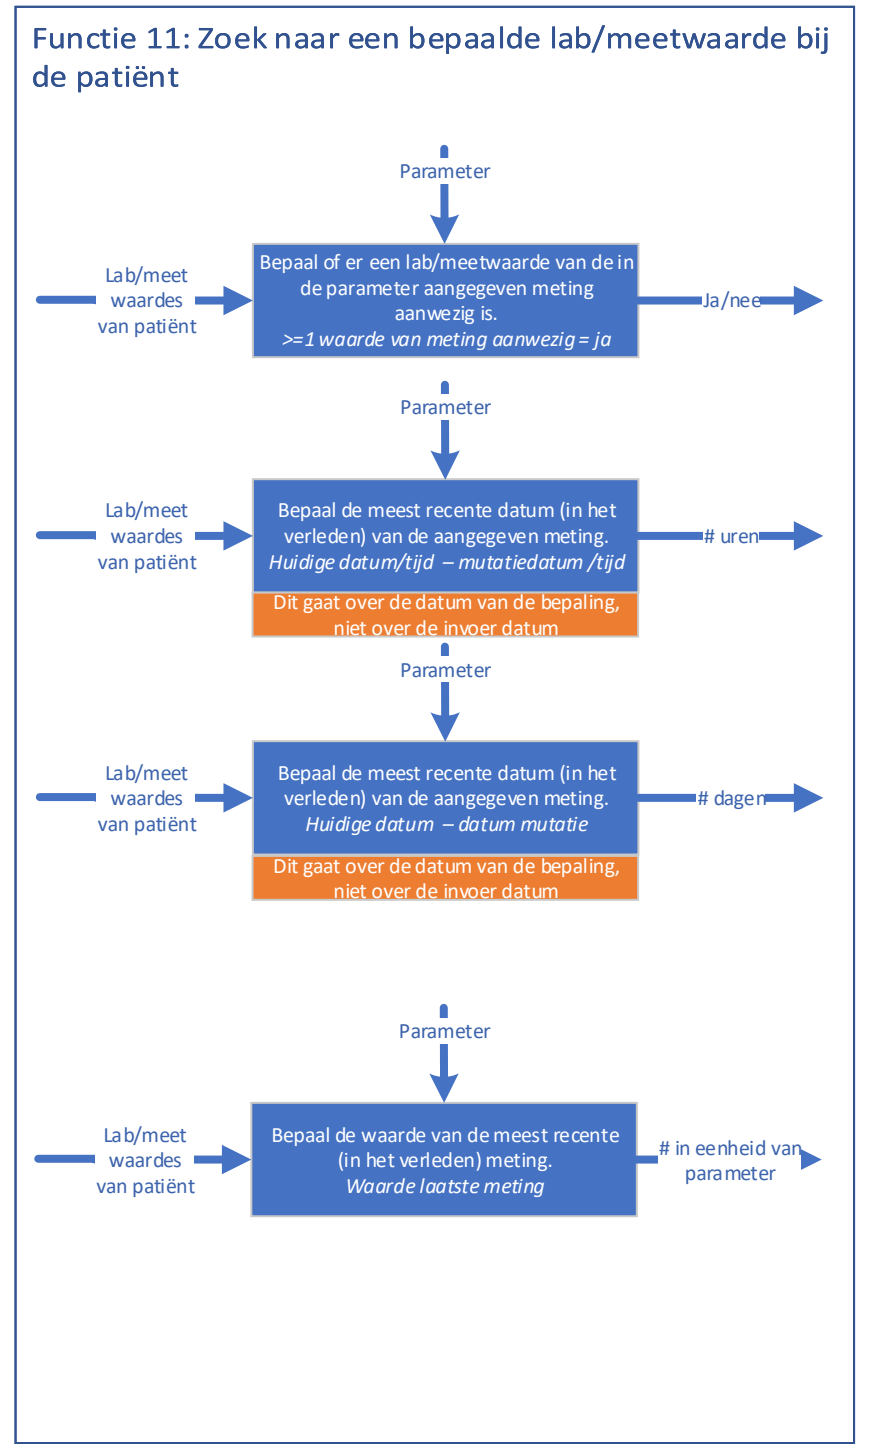 Functie 11: Zoek naar een bepaalde lab/meetwaarde bij
de patiënt
Parameter
Lab/meet
waardes
van patiënt
Bepaal of er een lab/meetwaarde van de in
de parameter aangegeven meting
aanwezig is.
>=1 waarde van meting aanwezig = ja
Ja/nee
Parameter
Lab/meet
waardes
van patiënt
Bepaal de meest recente datum (in het
verleden) van de aangegeven meting.
Huidige datum/tijd – mutatiedatum /tijd
# uren
Dit gaat over de datum van de bepaling,
niet over de invoer datum
Parameter
Lab/meet
waardes
van patiënt
Bepaal de meest recente datum (in het
verleden) van de aangegeven meting.
Huidige datum – datum mutatie
# dagen
Dit gaat over de datum van de bepaling,
niet over de invoer datum
Parameter
Lab/meet
waardes
van patiënt
Bepaal de waarde van de meest recente
(in het verleden) meting.
Waarde laatste meting
# in eenheid van
parameter